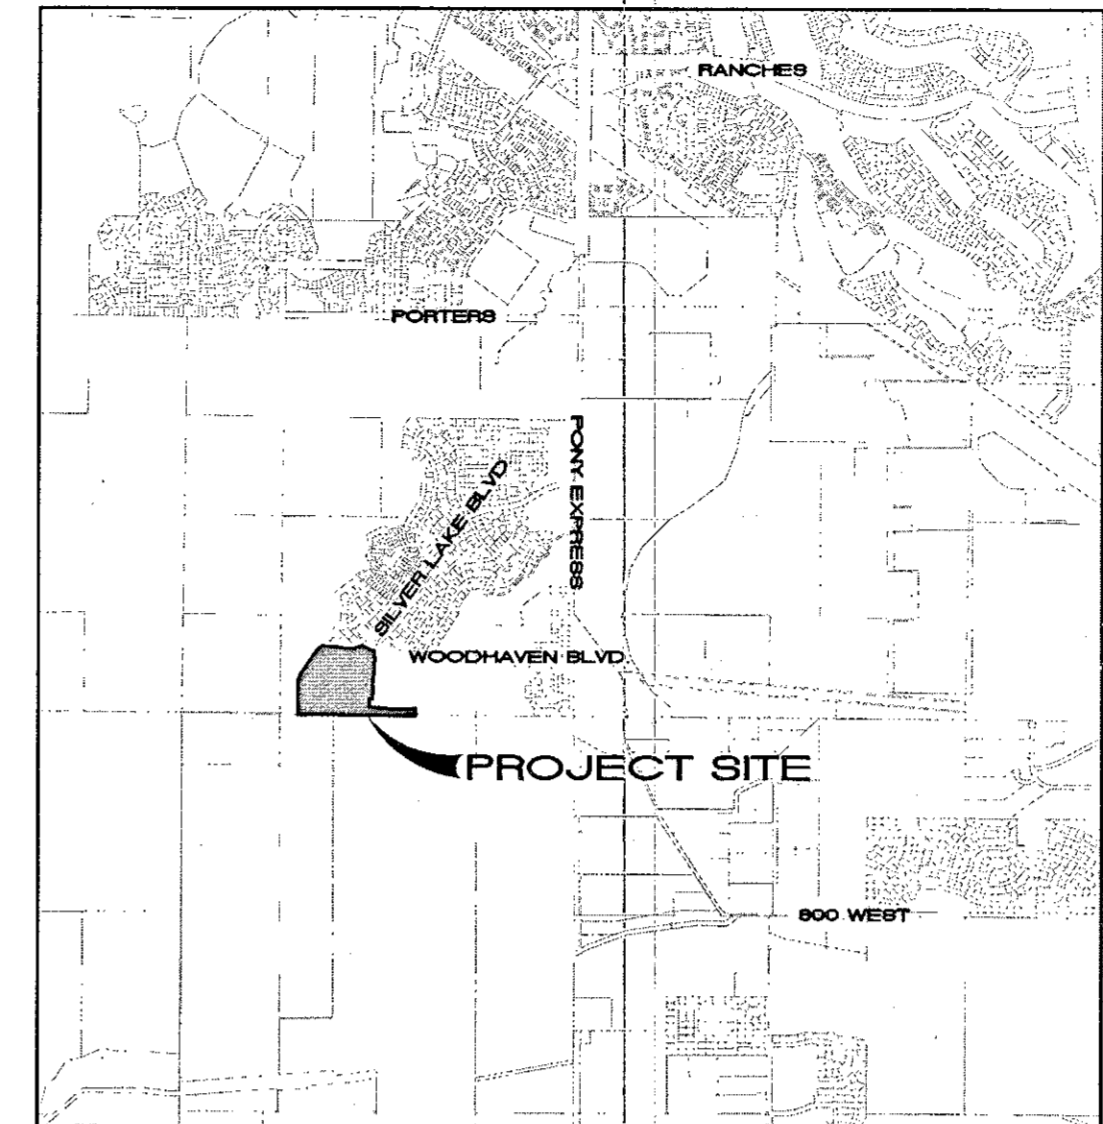 RANCHES
PORTERS
PONY EXPRESS
SILVER LAKE BLVD
WOODHAVEN BLVD
PROJECT SITE
800 WEST